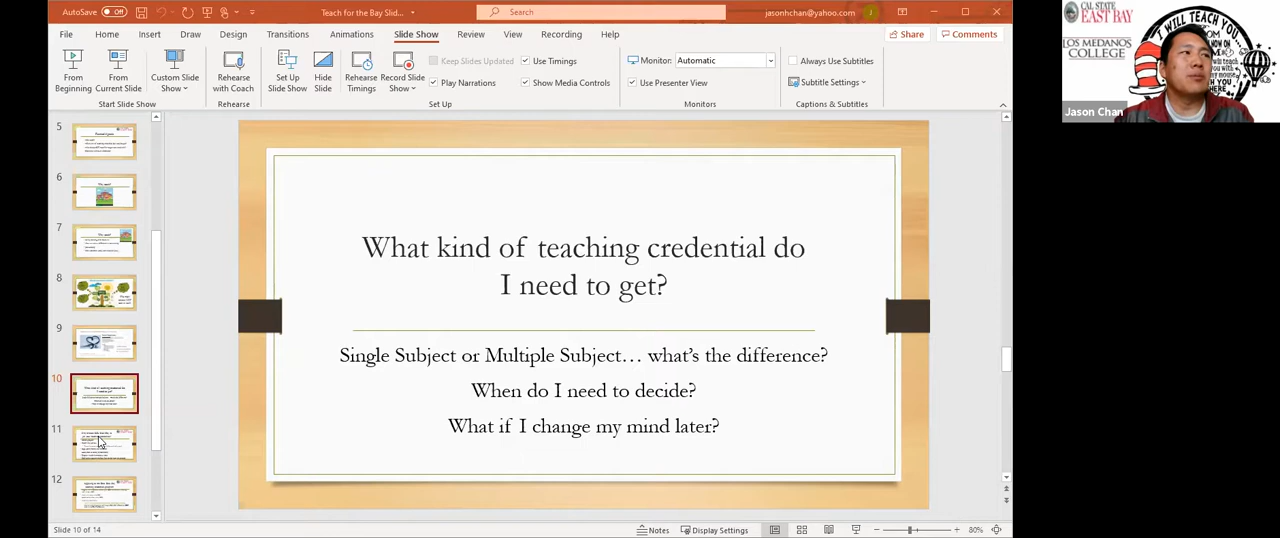 AutoSave Off
Teach for the Bay Slid...
Search
jasonhchan@yahoo.com
J
File Home Insert Draw Design Transitions Animations Slide Show Review View Recording Help
Share
Comments
From Beginning
From Current Slide
Custom Slide Show
Rehearse with Coach
Set Up Slide Show
Hide Slide
Rehearse Timings
Record Slide Show
Keep Slides Updated
Use Timings
Play Narrations
Show Media Controls
Monitor: Automatic
Use Presenter View
Always Use Subtitles
Subtitle Settings
Start Slide Show
Rehearse
Set Up
Monitors
Captions & Subtitles
5
6
7
8
9
10
11
12
What kind of teaching credential do
I need to get?
Single Subject or Multiple Subject… what's the difference?
When do I need to decide?
What if I change my mind later?
Slide 10 of 14
Notes
Display Settings
80%
CAL STATE
EAST BAY
LOS MEDANOS
COLLEGE
I WILL TEACH YOU
Jason Chan